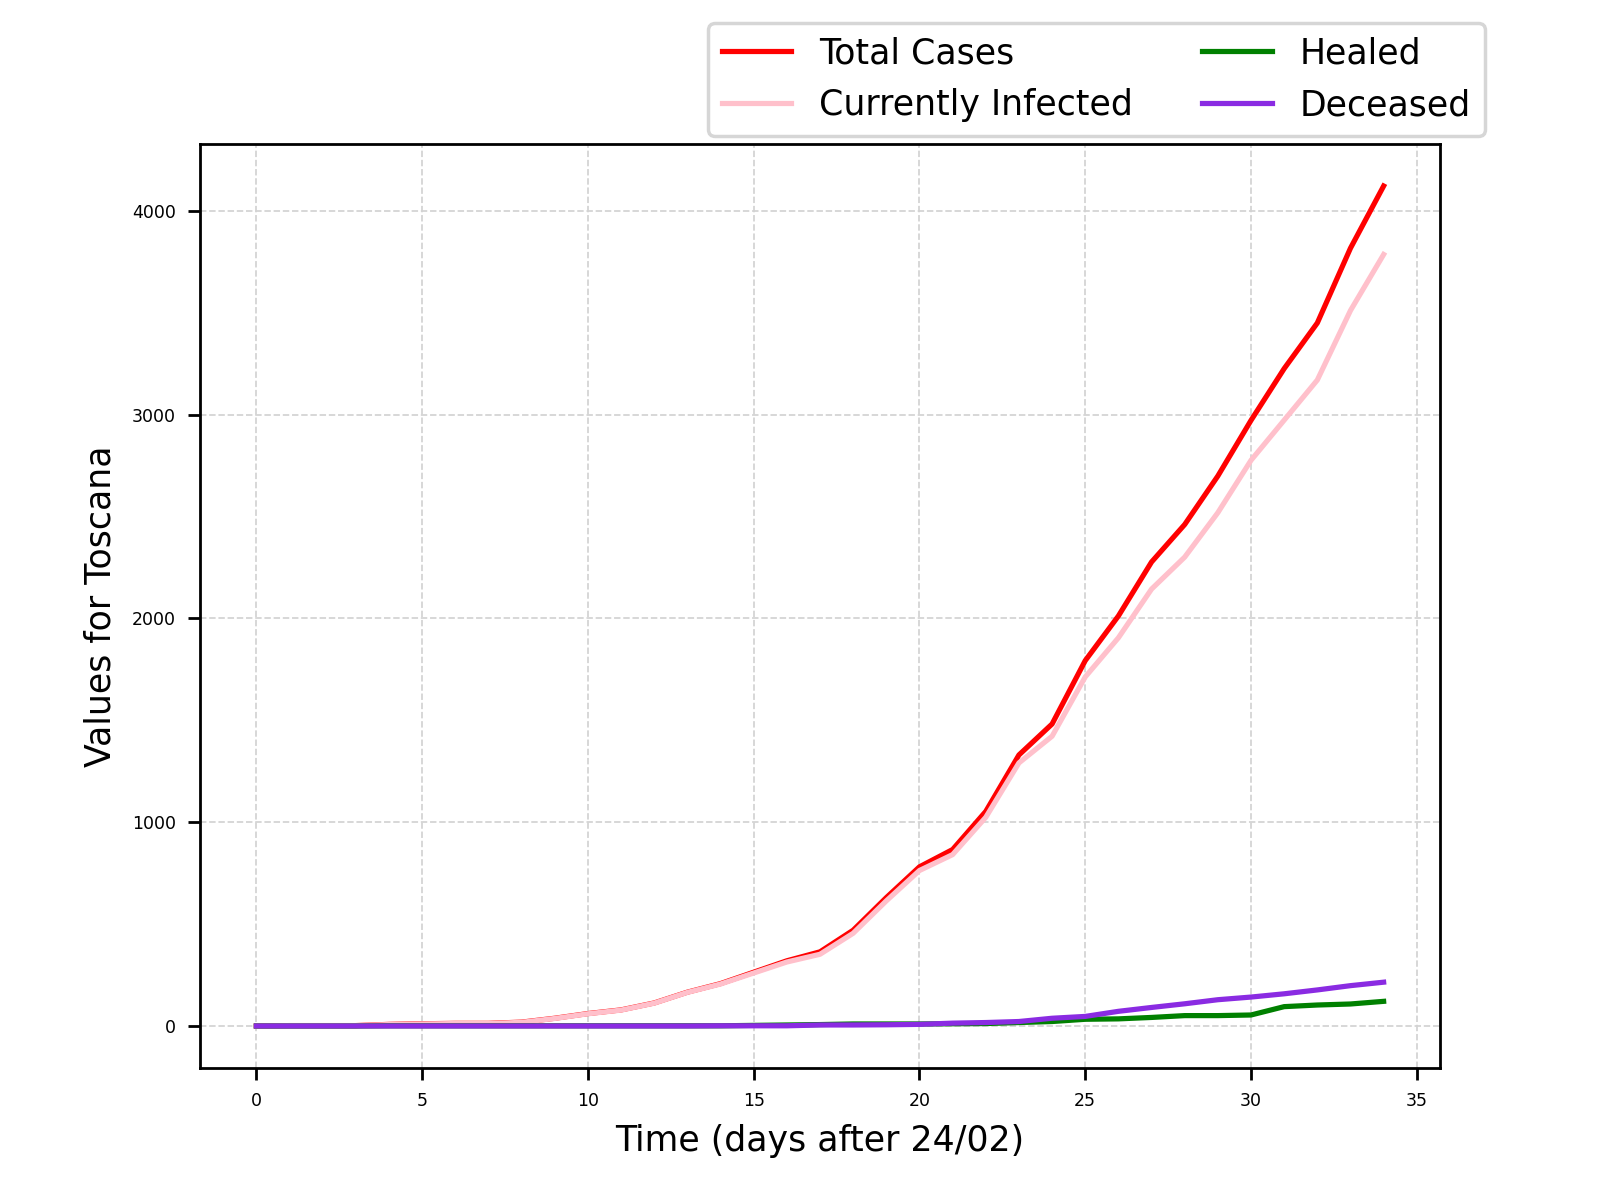 Total Cases
Currently Infected
Healed
Deceased
Values for Toscana
4000
3000
2000
1000
0
0 5 10 15 20 25 30 35
Time (days after 24/02)